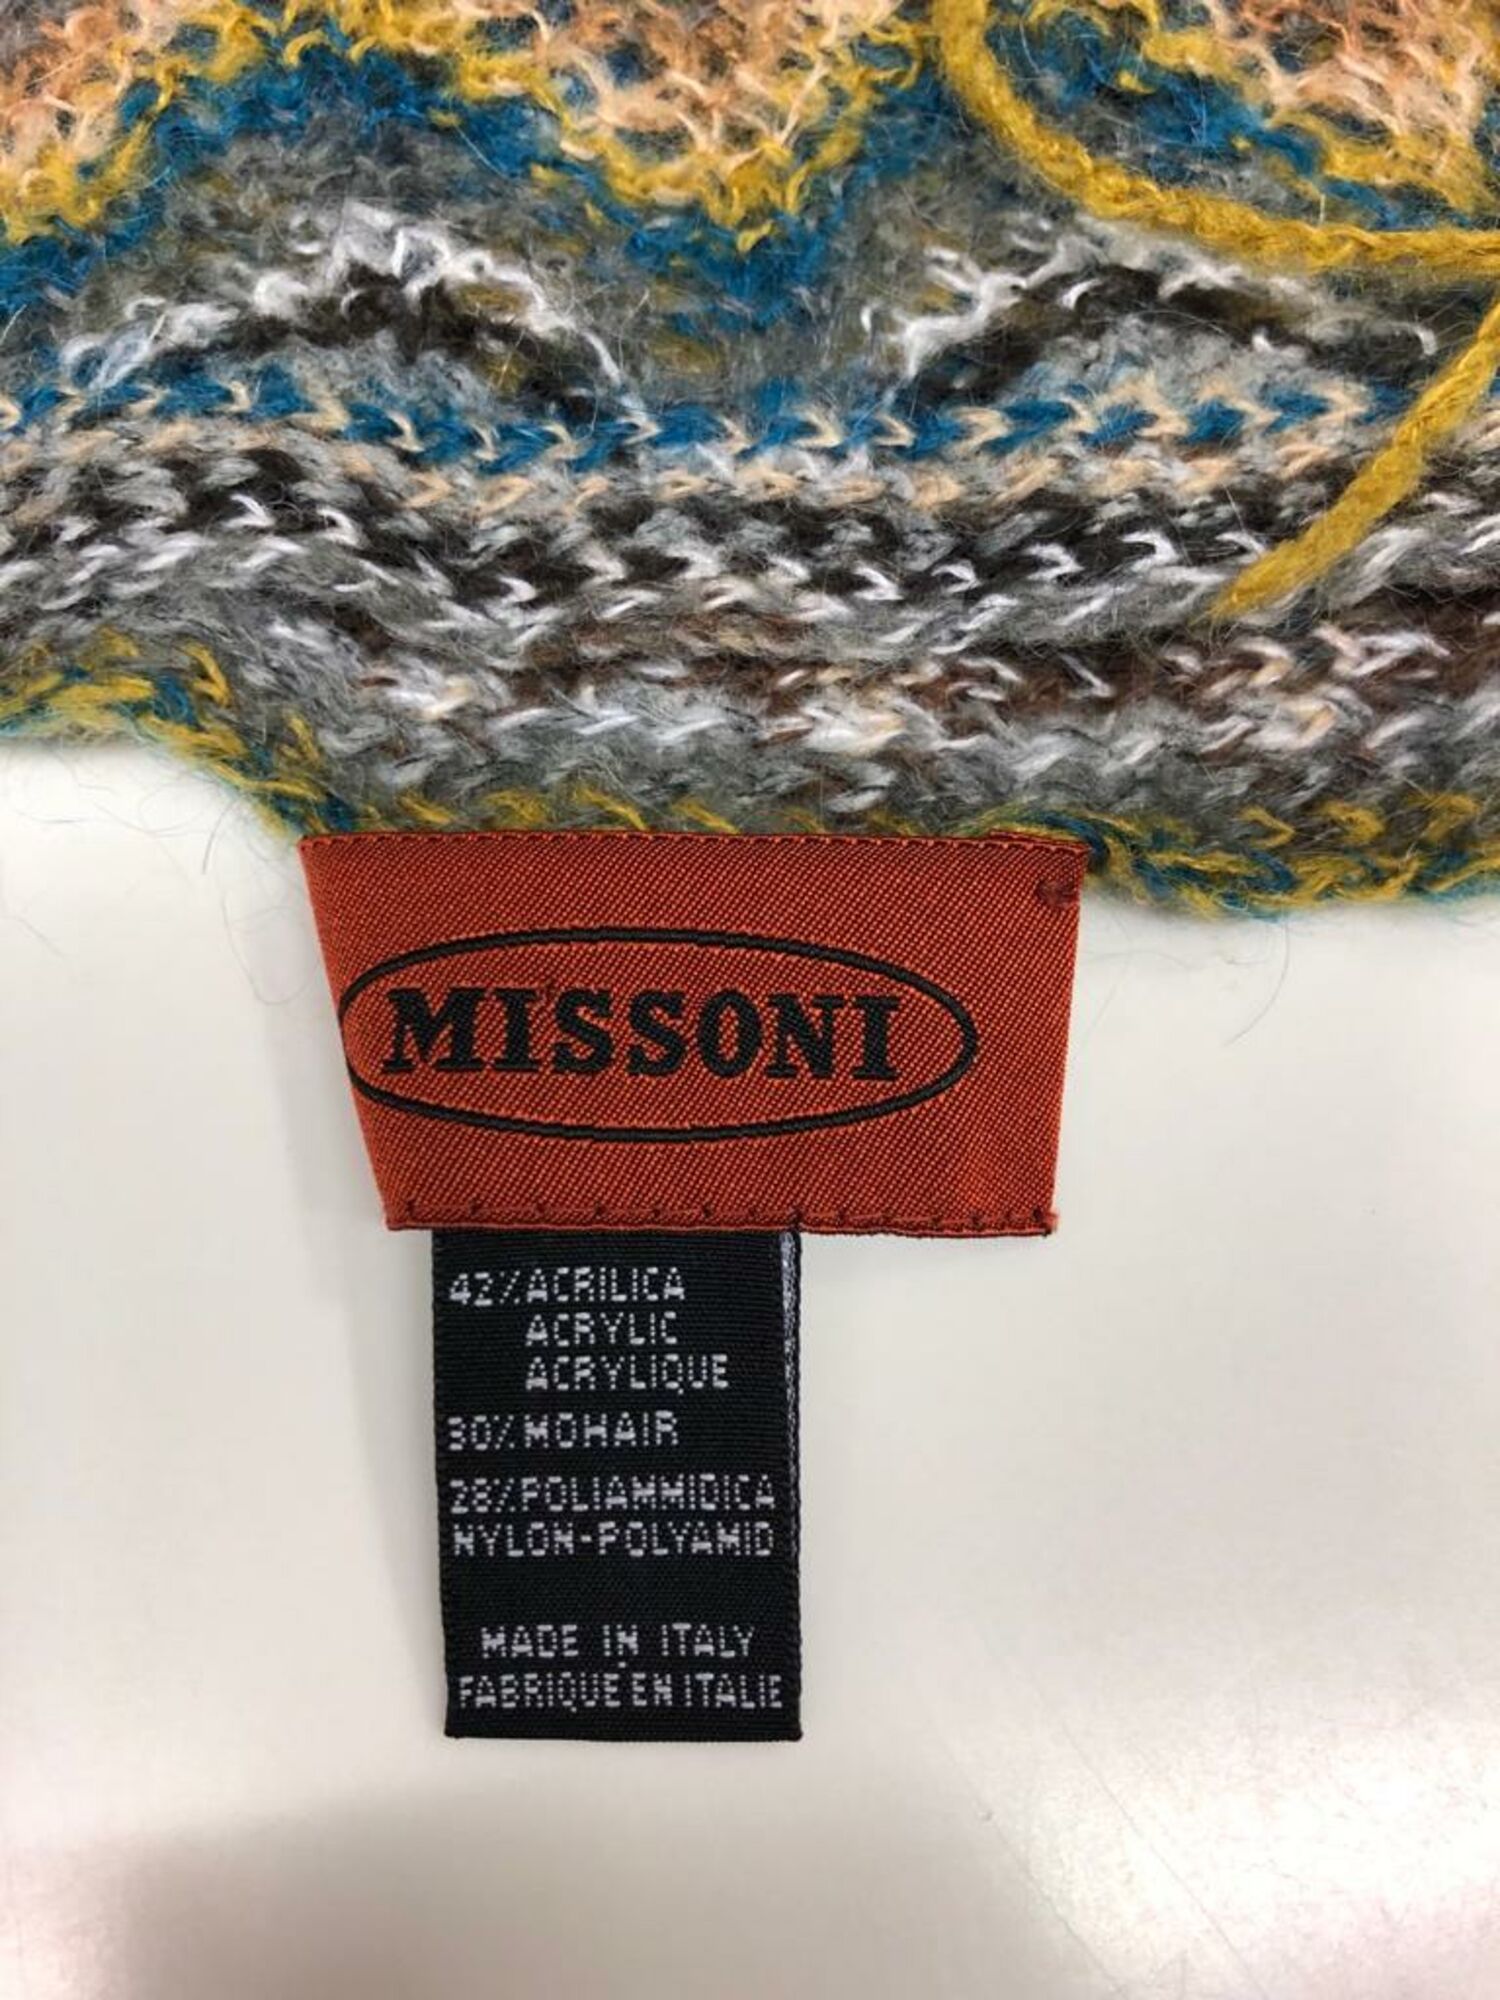 MISSONI
42%ACRILICA
ACRYLIC
ACRYLIQUE
30%MOHAIR
28%POLIAMMIDICA
NYLON-POLYAMID
MADE IN ITALY
FABRIQUE EN ITALIE